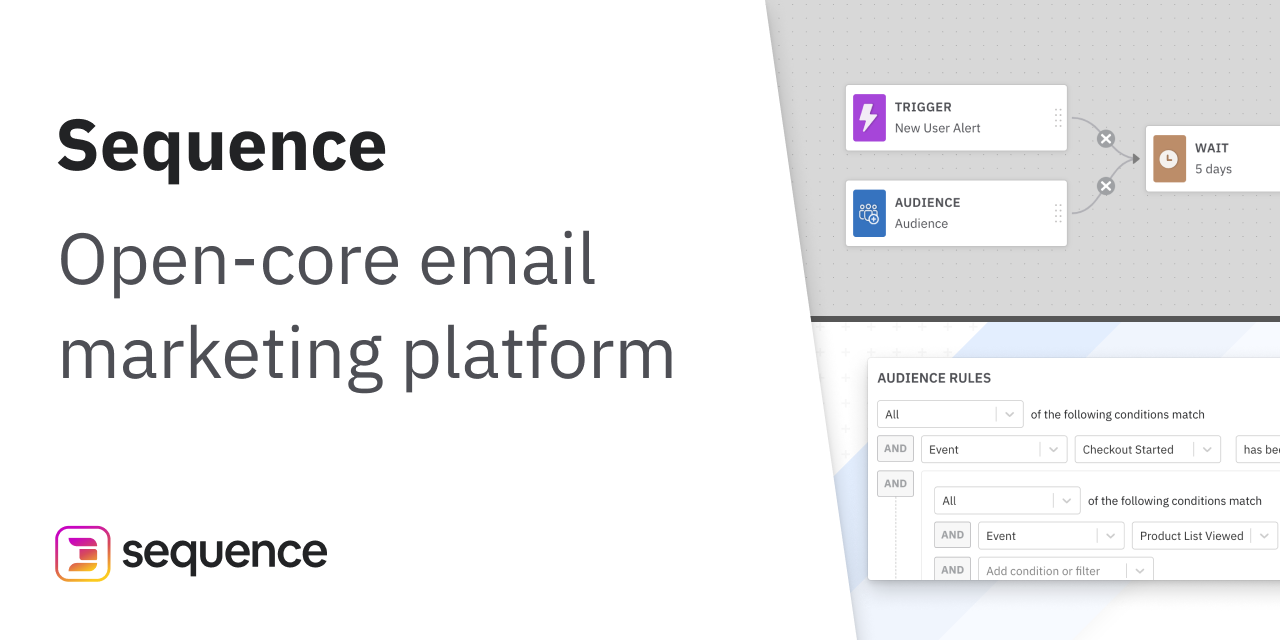 Sequence
Open-core email
marketing platform
sequence
TRIGGER
New User Alert
AUDIENCE
Audience
WAIT
5 days
AUDIENCE RULES
All of the following conditions match
AND Event Checkout Started has
AND
All of the following conditions match
AND Event Product List Viewed
AND Add condition or filter